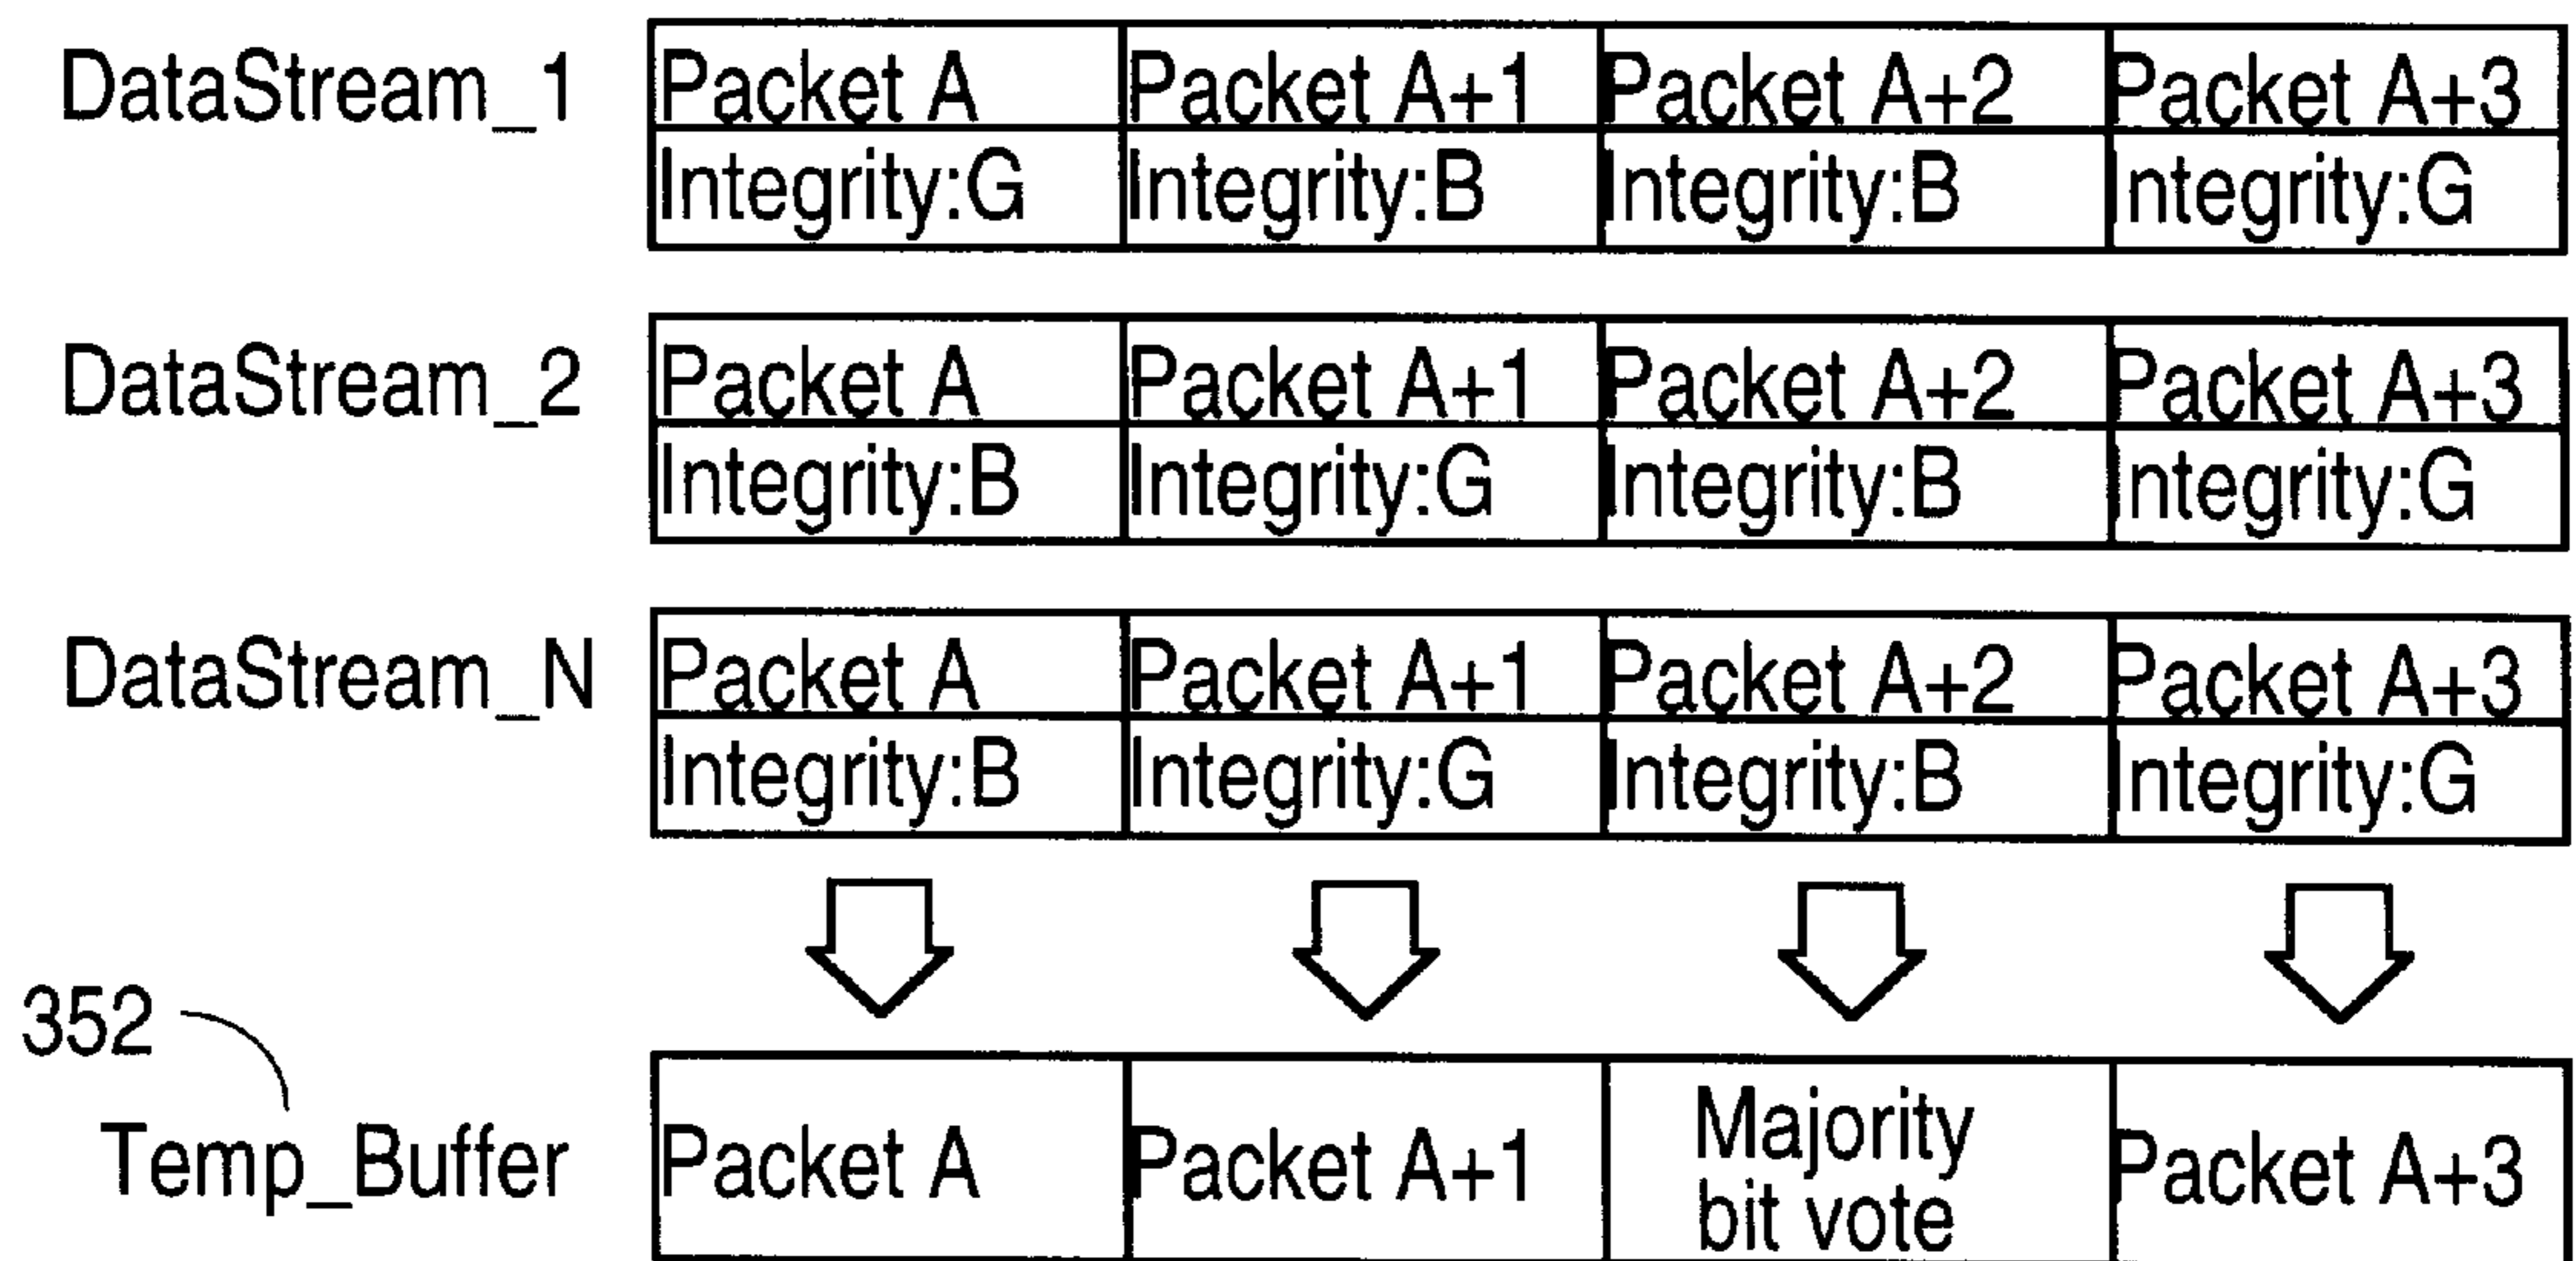 DataStream_1 Packet A Packet A+1 Packet A+2 Packet A+3
Integrity:G Integrity:B Integrity:B Integrity:G
DataStream_2 Packet A Packet A+1 Packet A+2 Packet A+3
Integrity:B Integrity:G Integrity:B Integrity:G
DataStream_N Packet A Packet A+1 Packet A+2 Packet A+3
Integrity:B Integrity:G Integrity:B Integrity:G
352
Temp_Buffer Packet A Packet A+1 Majority
bit vote Packet A+3